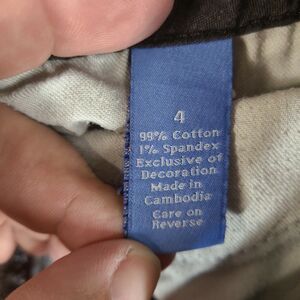 4
99% Cotton
1% Spandex
Exclusive of
Decoration
Made in
Cambodia
Care on
Reverse